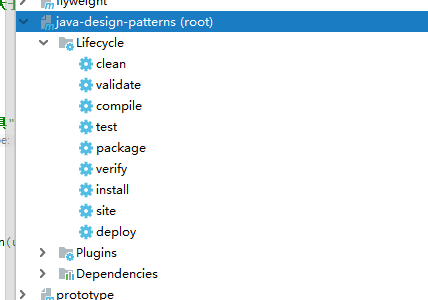 flyweight
java-design-patterns (root)
Lifecycle
clean
validate
compile
test
package
verify
install
site
deploy
Plugins
Dependencies
prototype